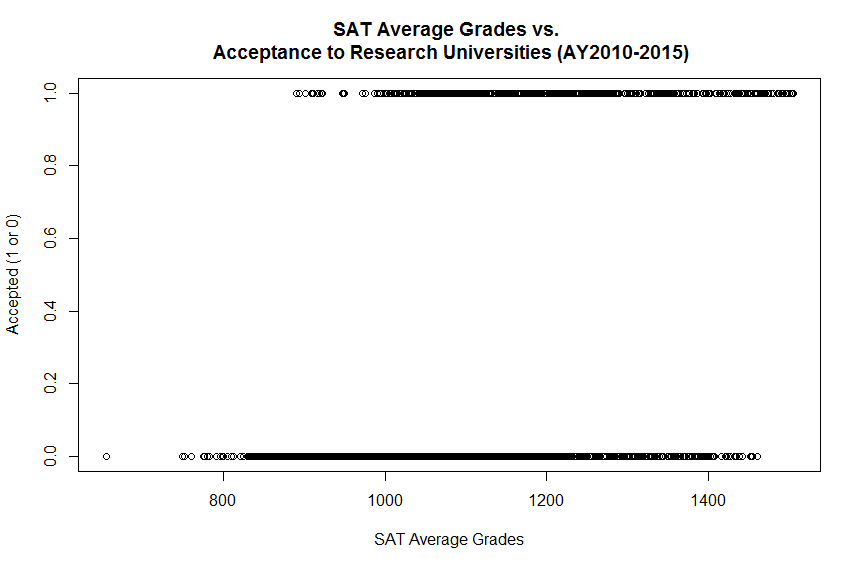 SAT Average Grades vs.
Acceptance to Research Universities (AY2010-2015)
Accepted (1 or 0)
1.0
0.8
0.6
0.4
0.2
0.0
800 1000 1200 1400
SAT Average Grades